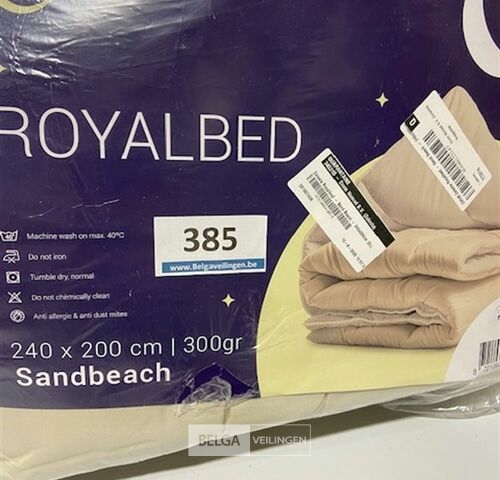 ROYALBED
385
www.Belgaveilingen.be
Machine wash on max. 40°C
Do not iron
Tumble dry, normal
Do not chemically clean
Anti allergic & anti dust mites
240 x 200 cm | 300gr
Sandbeach
D
BELGA VEILINGEN